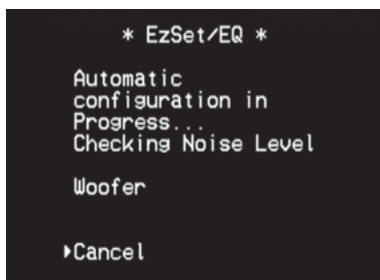 * EzSet/EQ *
Automatic
configuration in
Progress...
Checking Noise Level
Woofer
▶Cancel